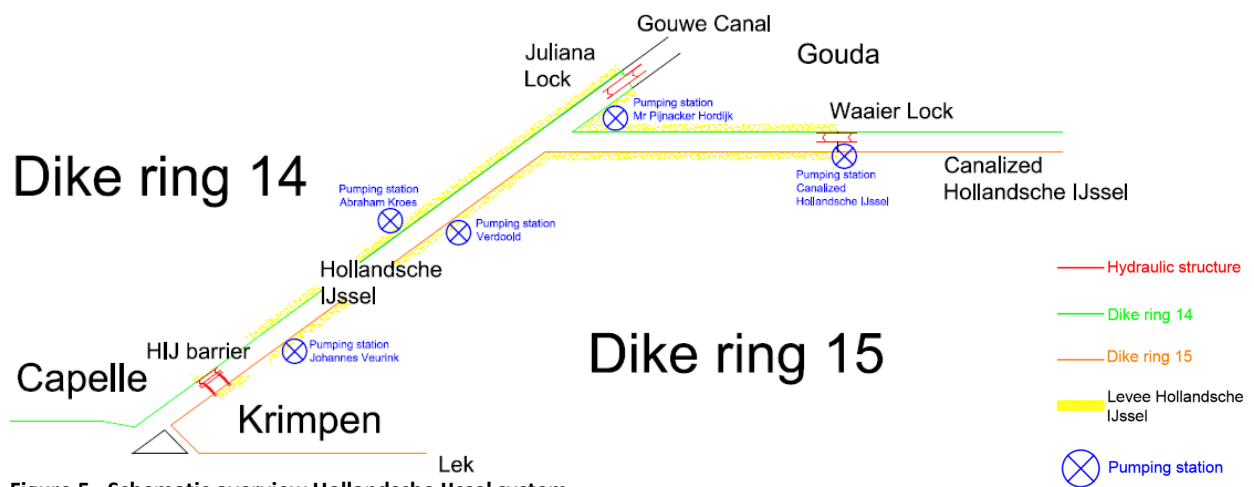 Gouwe Canal
Juliana
Lock
Gouda
Pumping station
Mr Pijnacker Hordijk
Waaier Lock
Dike ring 14
Pumping station
Abraham Kroes
Pumping station
Verdoold
Pumping station
Canalized
Hollandsche IJssel
Canalized
Hollandsche IJssel
Hollandsche
IJssel
HIJ barrier
Pumping station
Johannes Veurink
Capelle
Krimpen
Lek
Dike ring 15
Hydraulic structure
Dike ring 14
Dike ring 15
Levee Hollandsche
IJssel
Pumping station